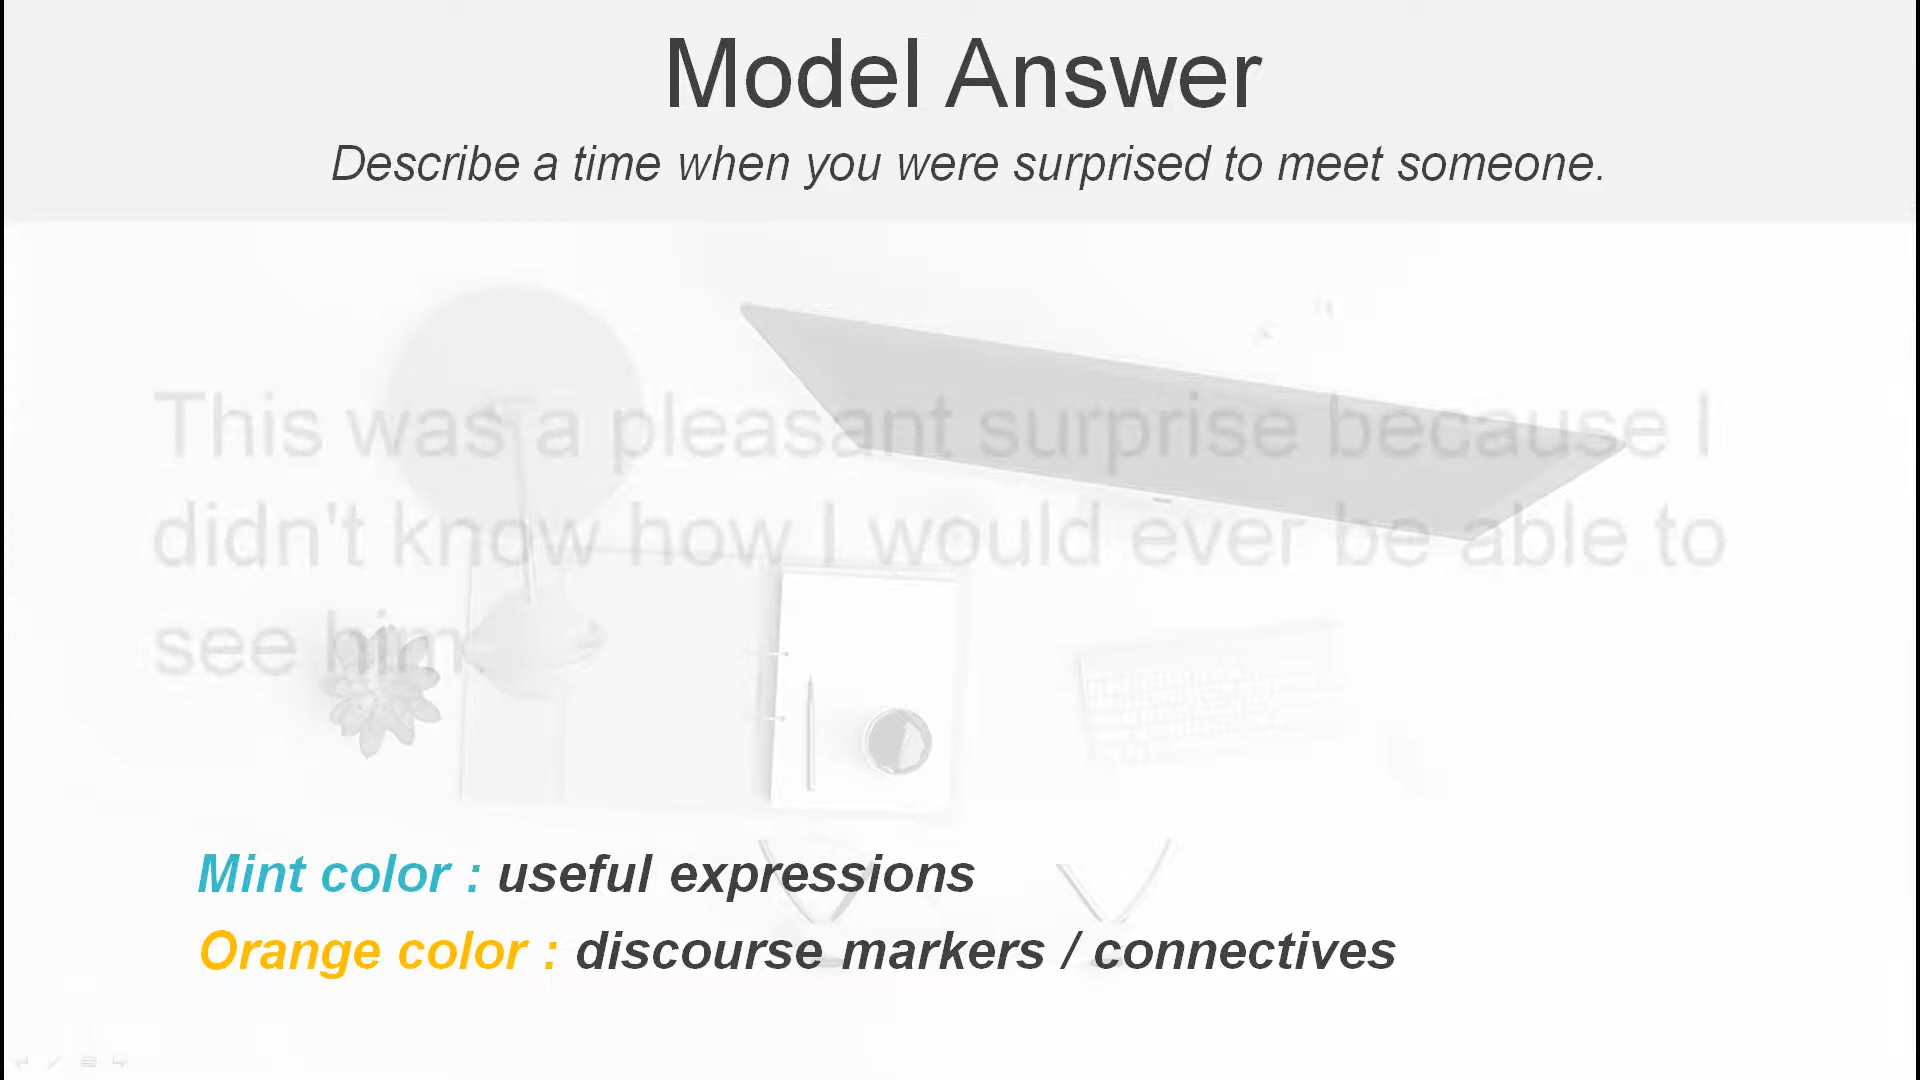 Model Answer
Describe a time when you were surprised to meet someone.
This was a pleasant surprise because I
didn't know how I would ever be able to
see him
Mint color : useful expressions
Orange color : discourse markers / connectives